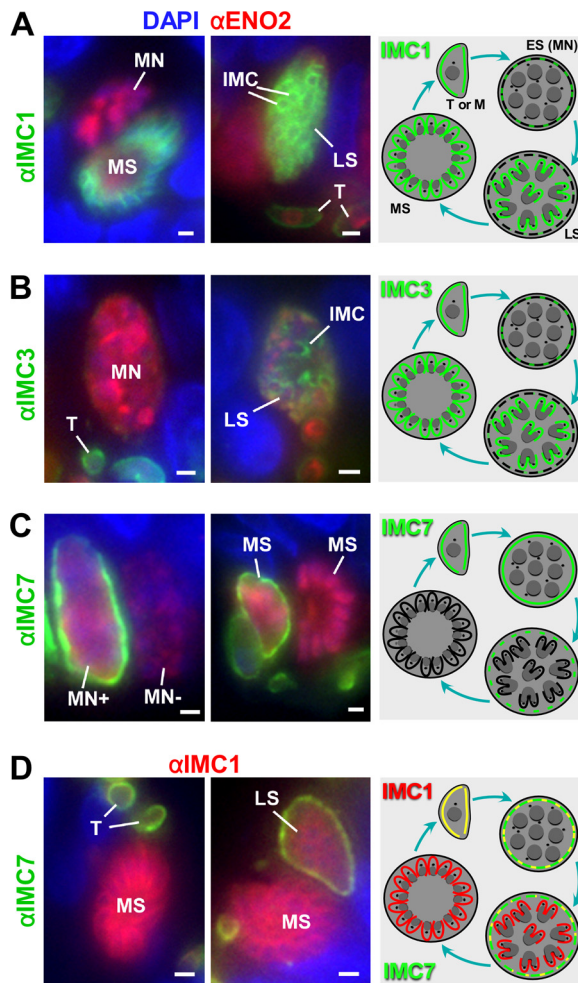 DAPI αENO2
A
αIMC1
MN
MS
IMC
LS
T
IMC1
ES (MN)
T or M
MS
LS
B
αIMC3
MN
T
IMC
LS
IMC3
C
αIMC7
MN+
MN-
MS
MS
IMC7
D
αIMC1
αIMC7
T
MS
LS
MS
IMC1
IMC7